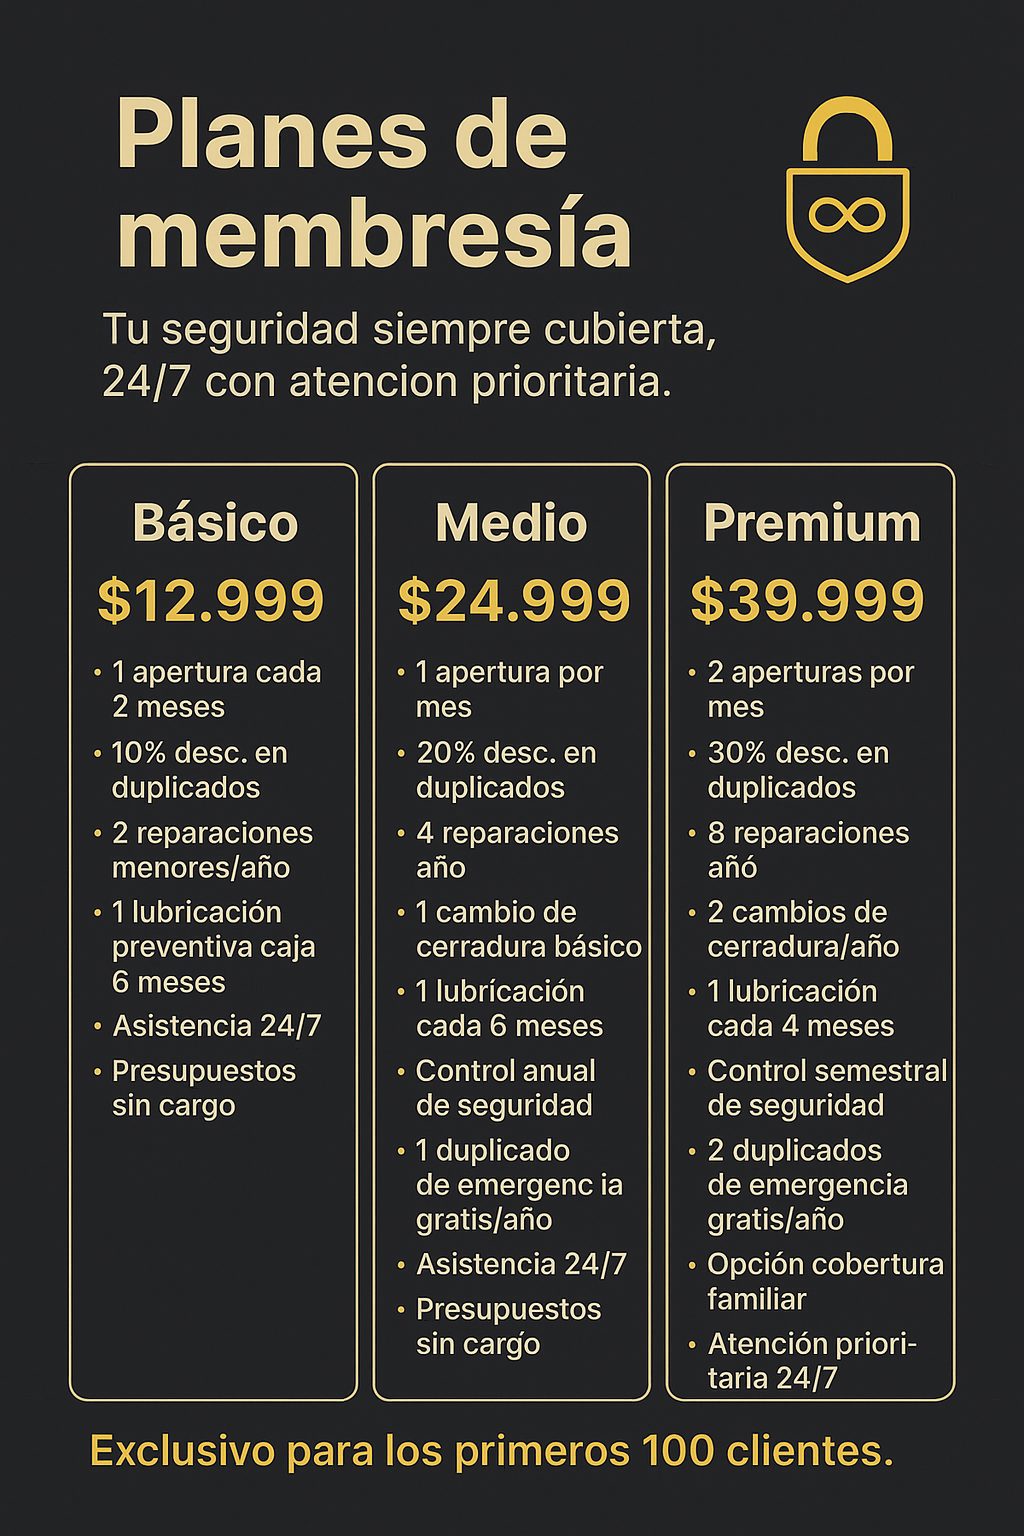 Planes de
membresía
Tu seguridad siempre cubierta,
24/7 con atencion prioritaria.
Básico
$12.999
• 1 apertura cada
2 meses
• 10% desc. en
duplicados
• 2 reparaciones
menores/año
• 1 lubricación
preventiva caja
6 meses
• Asistencia 24/7
• Presupuestos
sin cargo
Medio
$24.999
• 1 apertura por
mes
• 20% desc. en
duplicados
• 4 reparaciones
año
• 1 cambio de
cerradura básico
• 1 lubrícación
cada 6 meses
• Control anual
de seguridad
• 1 duplicado
de emergenc ia
gratis/año
• Asistencia 24/7
• Presupuestos
sin carǵo
Premium
$39.999
• 2 aperturas por
mes
• 30% desc. en
duplicados
• 8 reparaciones
añó
• 2 cambios de
cerradura/año
• 1 lubricación
cada 4 meses
• Control semestral
de seguridad
• 2 duplicados
de emergencia
gratis/año
• Opción cobertura
familiar
• Atención priori-
taria 24/7
Exclusivo para los primeros 100 clientes.